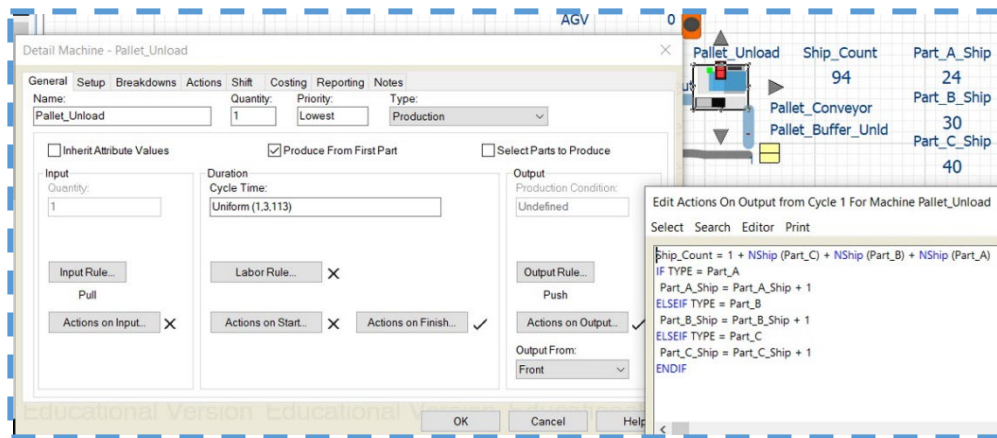 AGV 0
Detail Machine - Pallet_Unload
General Setup Breakdowns Actions Shift Costing Reporting Notes
Name: Quantity: Priority: Type:
Pallet_Unload 1 Lowest Production
Inherit Attribute Values Produce From First Part Select Parts to Produce
Input Duration Output
Quantity: Cycle Time: Production Condition:
1 Uniform (1,3,113) Undefined
Input Rule... Labor Rule... Output Rule...
Pull Push
Actions on Input... Actions on Start... Actions on Finish... Actions on Output...
Output From:
Front
Educational Version Educational Version
OK Cancel Help
Pallet_Unload Ship_Count Part_A_Ship
94 24
Pallet_Conveyor Part_B_Ship
Pallet_Buffer_Unld 30
Part_C_Ship
40
Edit Actions On Output from Cycle 1 For Machine Pallet_Unload
Select Search Editor Print
Ship_Count = 1 + NShip (Part_C) + NShip (Part_B) + NShip (Part_A)
IF TYPE = Part_A
Part_A_Ship = Part_A_Ship + 1
ELSEIF TYPE = Part_B
Part_B_Ship = Part_B_Ship + 1
ELSEIF TYPE = Part_C
Part_C_Ship = Part_C_Ship + 1
ENDIF